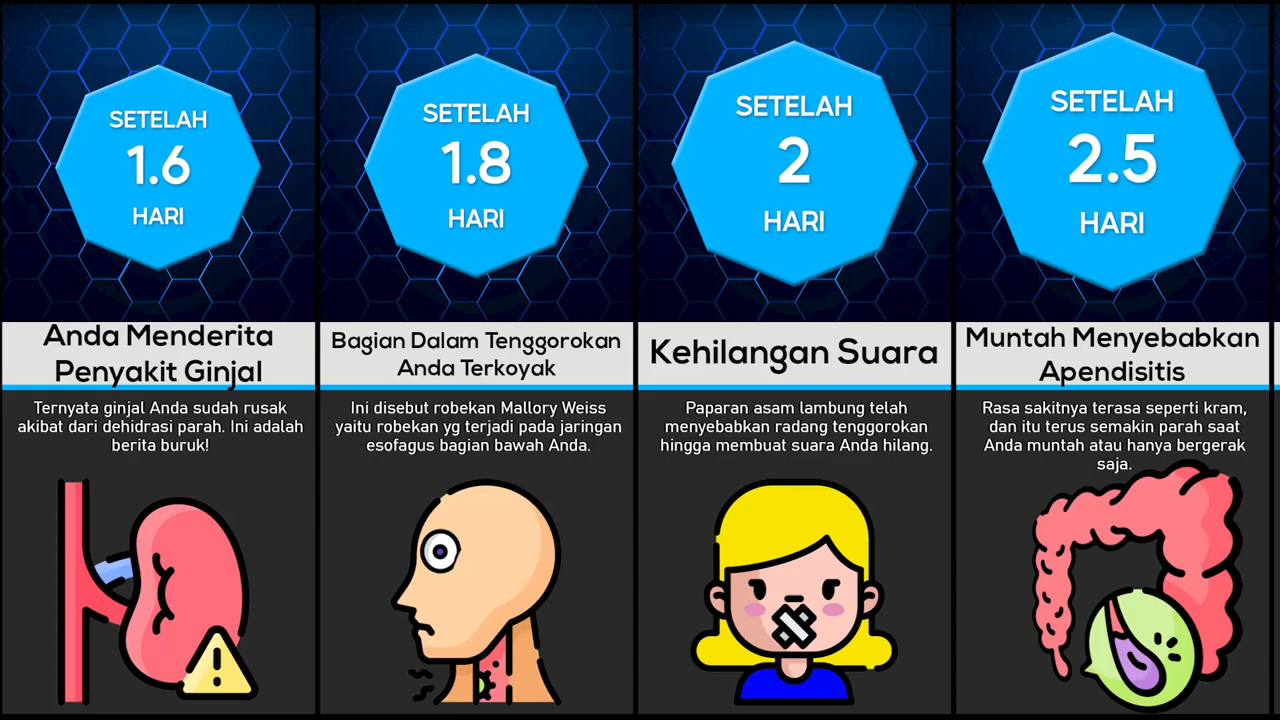 SETELAH
1.6
HARI
Anda Menderita
Penyakit Ginjal
Ternyata ginjal Anda sudah rusak
akibat dari dehidrasi parah. Ini adalah
berita buruk!
SETELAH
1.8
HARI
Bagian Dalam Tenggorokan
Anda Terkoyak
Ini disebut robekan Mallory Weiss
yaitu robekan yg terjadi pada jaringan
esofagus bagian bawah Anda.
SETELAH
2
HARI
Kehilangan Suara
Paparan asam lambung telah
menyebabkan radang tenggorokan
hingga membuat suara Anda hilang.
SETELAH
2.5
HARI
Muntah Menyebabkan
Apendisitis
Rasa sakitnya terasa seperti kram,
dan itu terus semakin parah saat
Anda muntah atau hanya bergerak
saja.